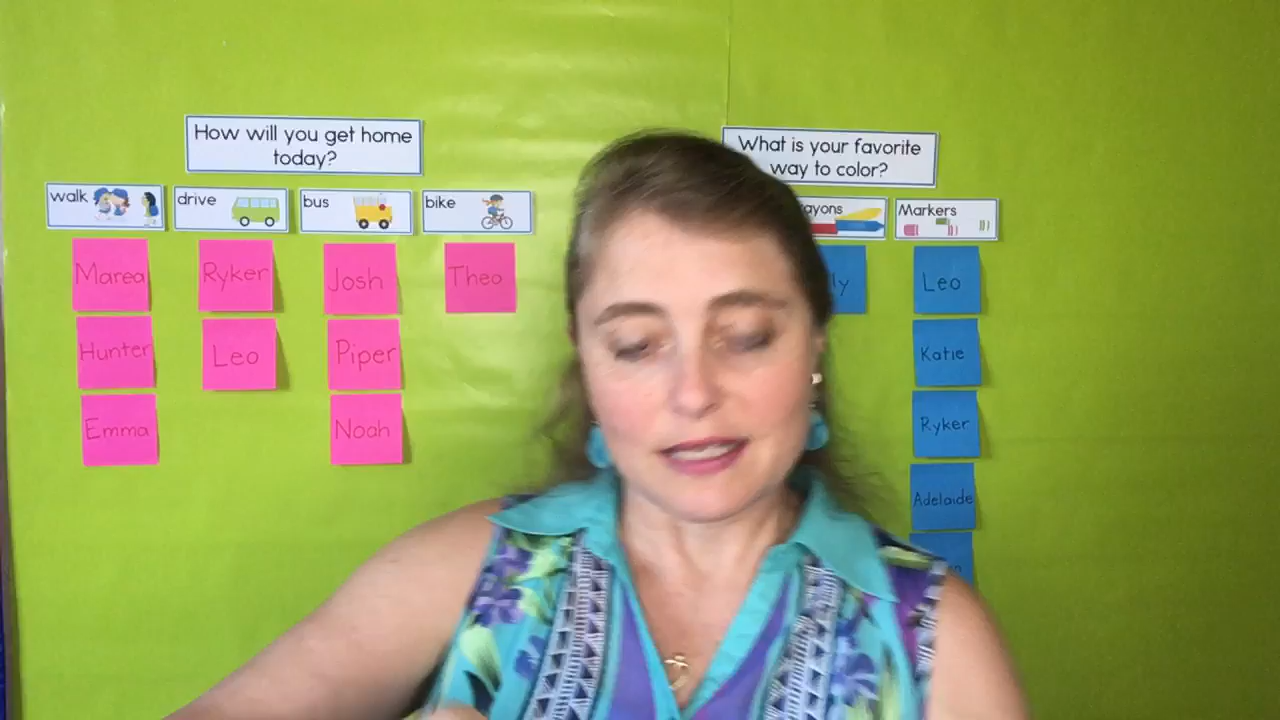 How will you get home
today?
walk
drive
bus
bike
Marea
Ryker
Josh
Theo
Hunter
Leo
Piper
Emma
Noah
What is your favorite
way to color?
Markers
Leo
Katie
Ryker
Adelaide